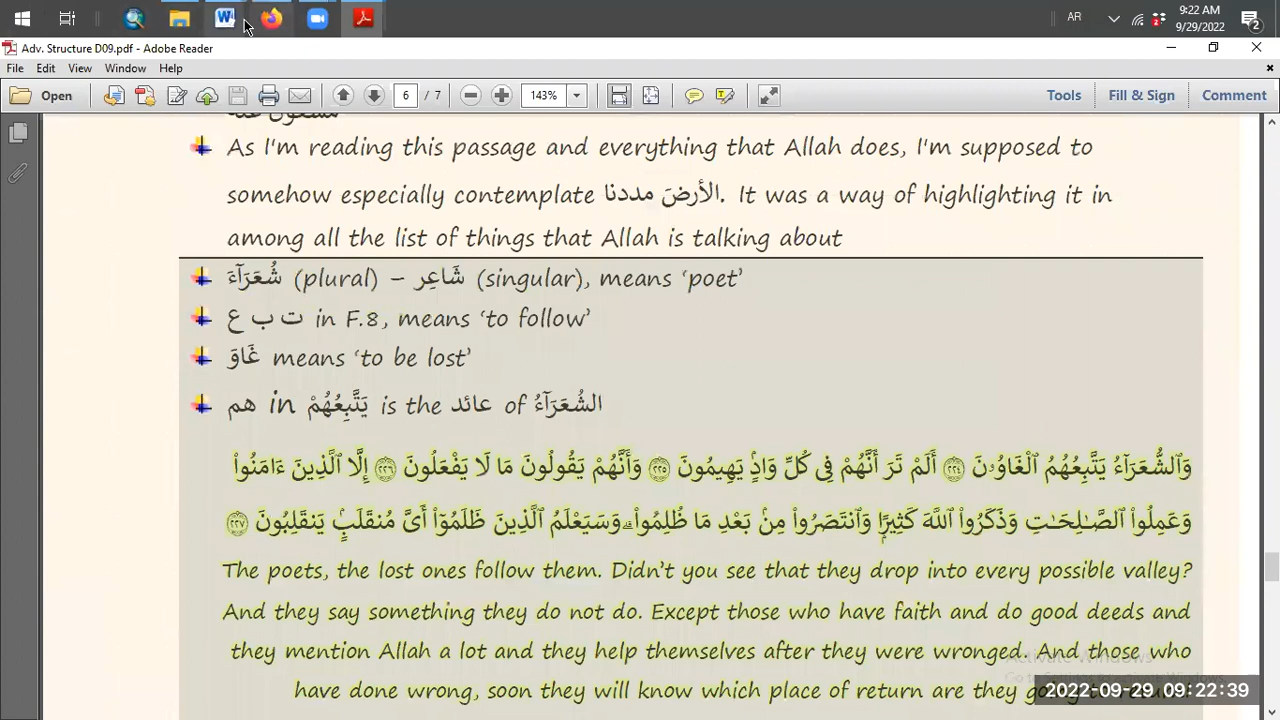 AR
9:22 AM
9/29/2022
2
Adv. Structure D09.pdf - Adobe Reader
File Edit View Window Help
Open 6 / 7 143% Tools Fill & Sign Comment
As I'm reading this passage and everything that Allah does, I'm supposed to
somehow especially contemplate الأرضَ مددنا. It was a way of highlighting it in
among all the list of things that Allah is talking about
شُعَرَآءَ (plural) – شَاعِر (singular), means 'poet'
ت ب ع in F.8, means 'to follow'
غَاوَ means 'to be lost'
هم in يَتَّبِعُهُمْ is the عائد of الشُعَرَآءُ
وَٱلشُّعَرَآءُ يَتَّبِعُهُمُ ٱلْغَاوُۥنَ ٢٢٤ أَلَمْ تَرَ أَنَّهُمْ فِى كُلِّ وَادٍ يَهِيمُونَ ٢٢٥ وَأَنَّهُمْ يَقُولُونَ مَا لَا يَفْعَلُونَ ٢٢٦ إِلَّا ٱلَّذِينَ ءَامَنُوا۟
وَعَمِلُوا۟ ٱلصَّـٰلِحَـٰتِ وَذَكَرُوا۟ ٱللَّهَ كَثِيرًا وَٱنتَصَرُوا۟ مِنۢ بَعْدِ مَا ظُلِمُوا۟ ۗ وَسَيَعْلَمُ ٱلَّذِينَ ظَلَمُوٓا۟ أَىَّ مُنقَلَبٍ يَنقَلِبُونَ ٢٢٧
The poets, the lost ones follow them. Didn't you see that they drop into every possible valley?
And they say something they do not do. Except those who have faith and do good deeds and
they mention Allah a lot and they help themselves after they were wronged. And those who
Activate Windows
have done wrong, soon they will know which place of return are they
2022-09-29 09:22:39